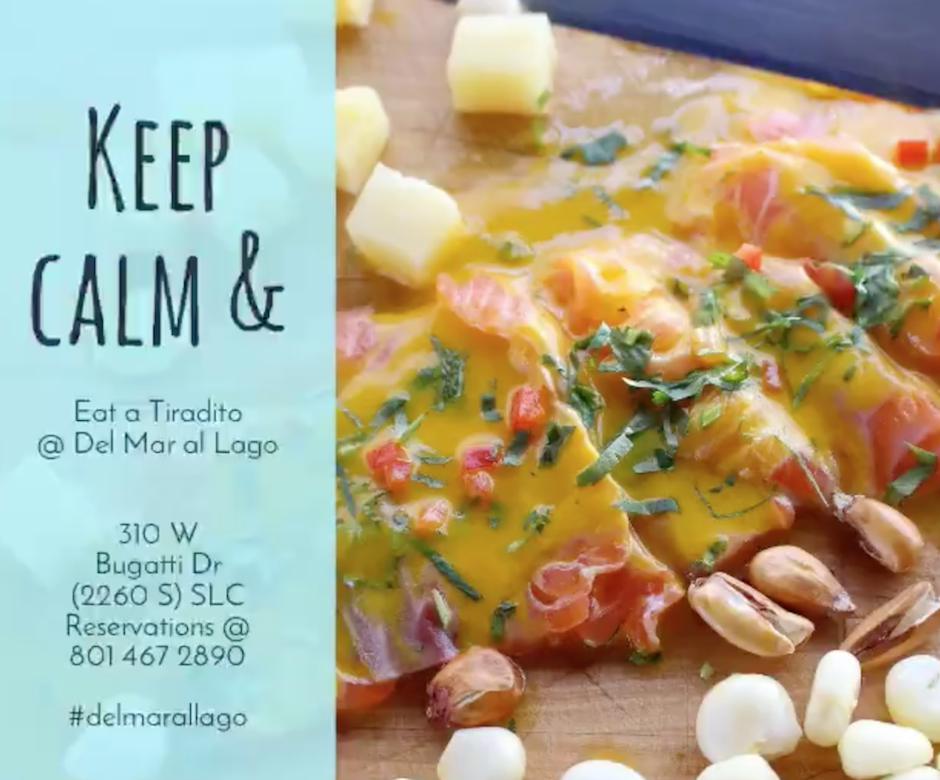 Keep
calm &
Eat a Tiradito
@ Del Mar al Lago
310 W
Bugatti Dr
(2260 S) SLC
Reservations @
801 467 2890
#delmarallago